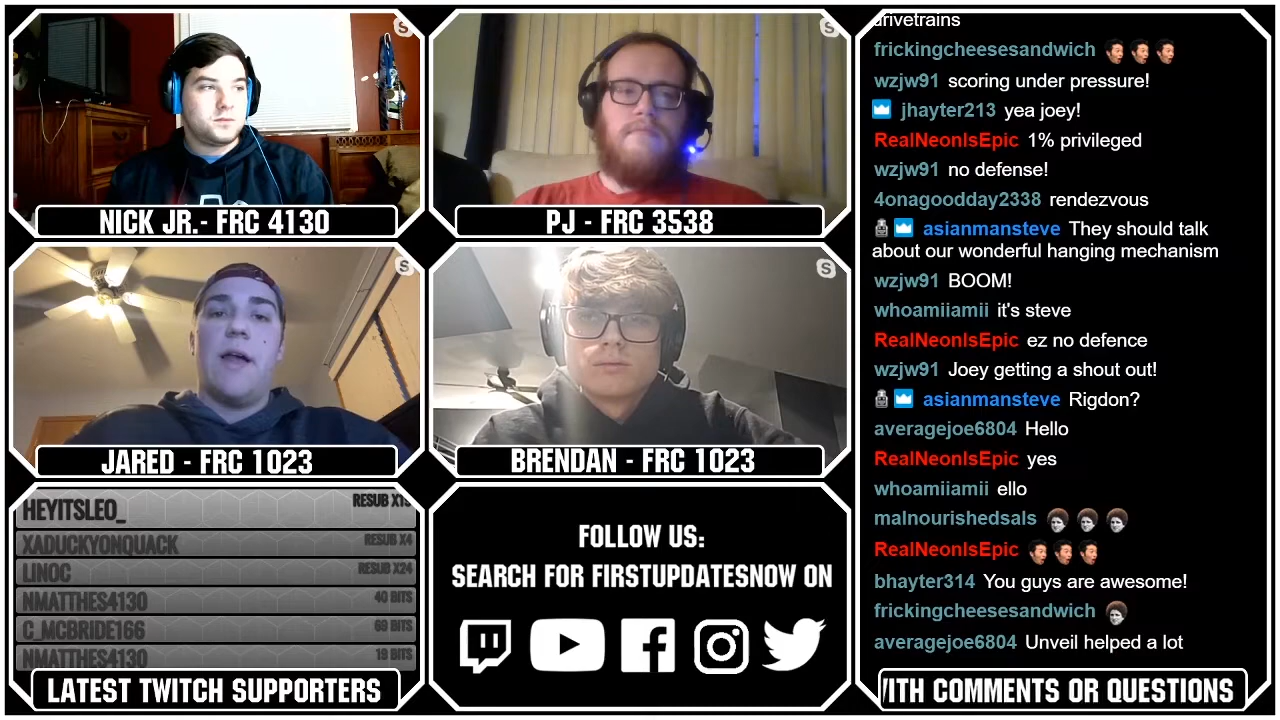 NICK JR.- FRC 4130
PJ - FRC 3538
JARED - FRC 1023
BRENDAN - FRC 1023
HEYITSLEO_
XADUCKYONQUACK RESUB X4
LINOC RESUB X24
NMATTHES4130 40 BITS
C_MCBRIDE166 69 BITS
NMATTHES4130 19 BITS
LATEST TWITCH SUPPORTERS
FOLLOW US:
SEARCH FOR FIRSTUPDATESNOW ON
drivetrains
frickingcheesesandwich
wzjw91 scoring under pressure!
jhayter213 yea joey!
RealNeonIsEpic 1% privileged
wzjw91 no defense!
4onagoodday2338 rendezvous
asianmansteve They should talk
about our wonderful hanging mechanism
wzjw91 BOOM!
whoamiiamii it's steve
RealNeonIsEpic ez no defence
wzjw91 Joey getting a shout out!
asianmansteve Rigdon?
averagejoe6804 Hello
RealNeonIsEpic yes
whoamiiamii ello
malnourishedsals
RealNeonIsEpic
bhayter314 You guys are awesome!
frickingcheesesandwich
averagejoe6804 Unveil helped a lot
WITH COMMENTS OR QUESTIONS